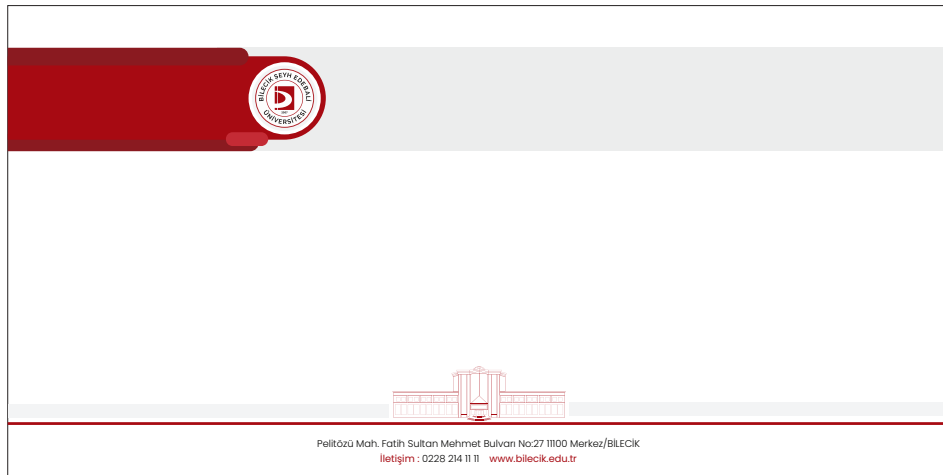 BİLECİK ŞEYH EDEBALİ
ÜNİVERSİTESİ
2007
Pelitözü Mah. Fatih Sultan Mehmet Bulvarı No:27 11100 Merkez/BİLECİK
İletişim : 0228 214 11 11 www.bilecik.edu.tr